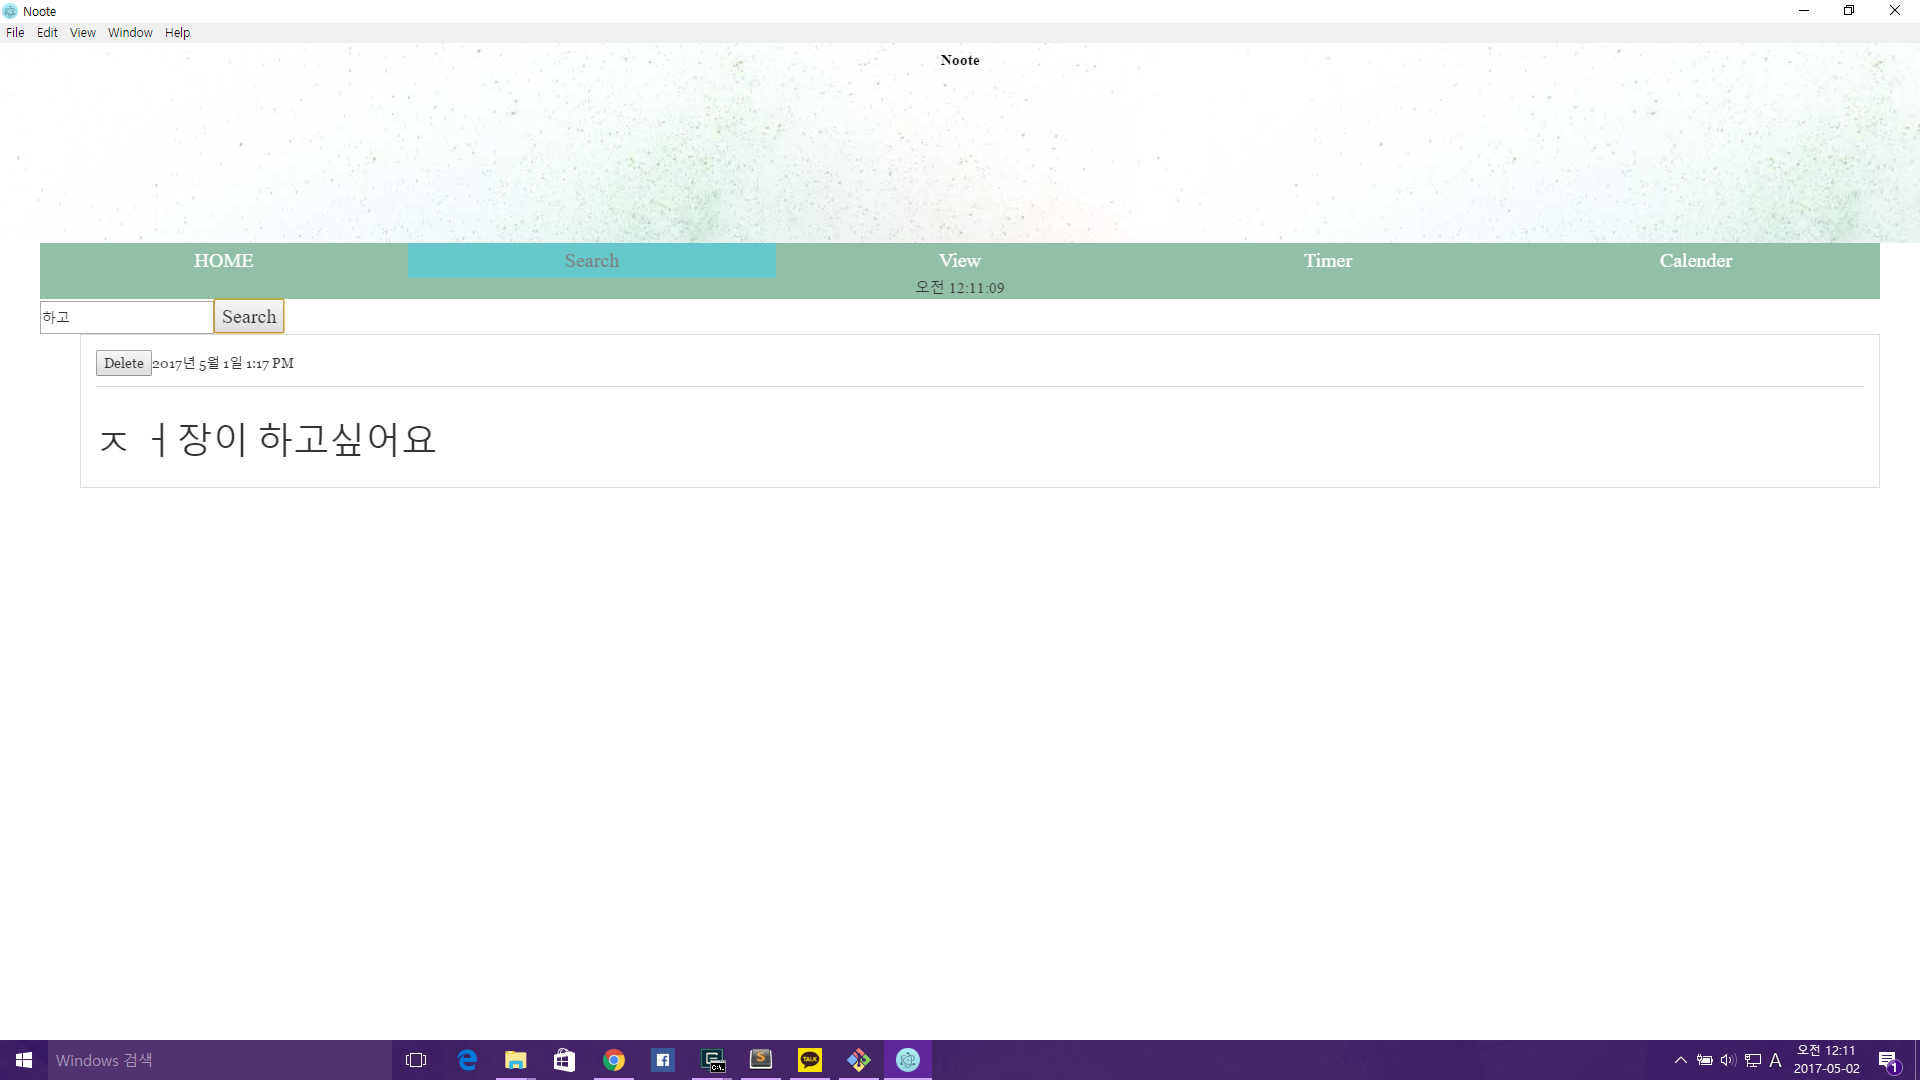 Noote
File Edit View Window Help
Noote
HOME Search View Timer Calender
오전 12:11:09
하고 Search
Delete 2017년 5월 1일 1:17 PM
ㅈ ㅓ장이 하고싶어요
Windows 검색
TALK
C:\.
S
A
오전 12:11
2017-05-02
1